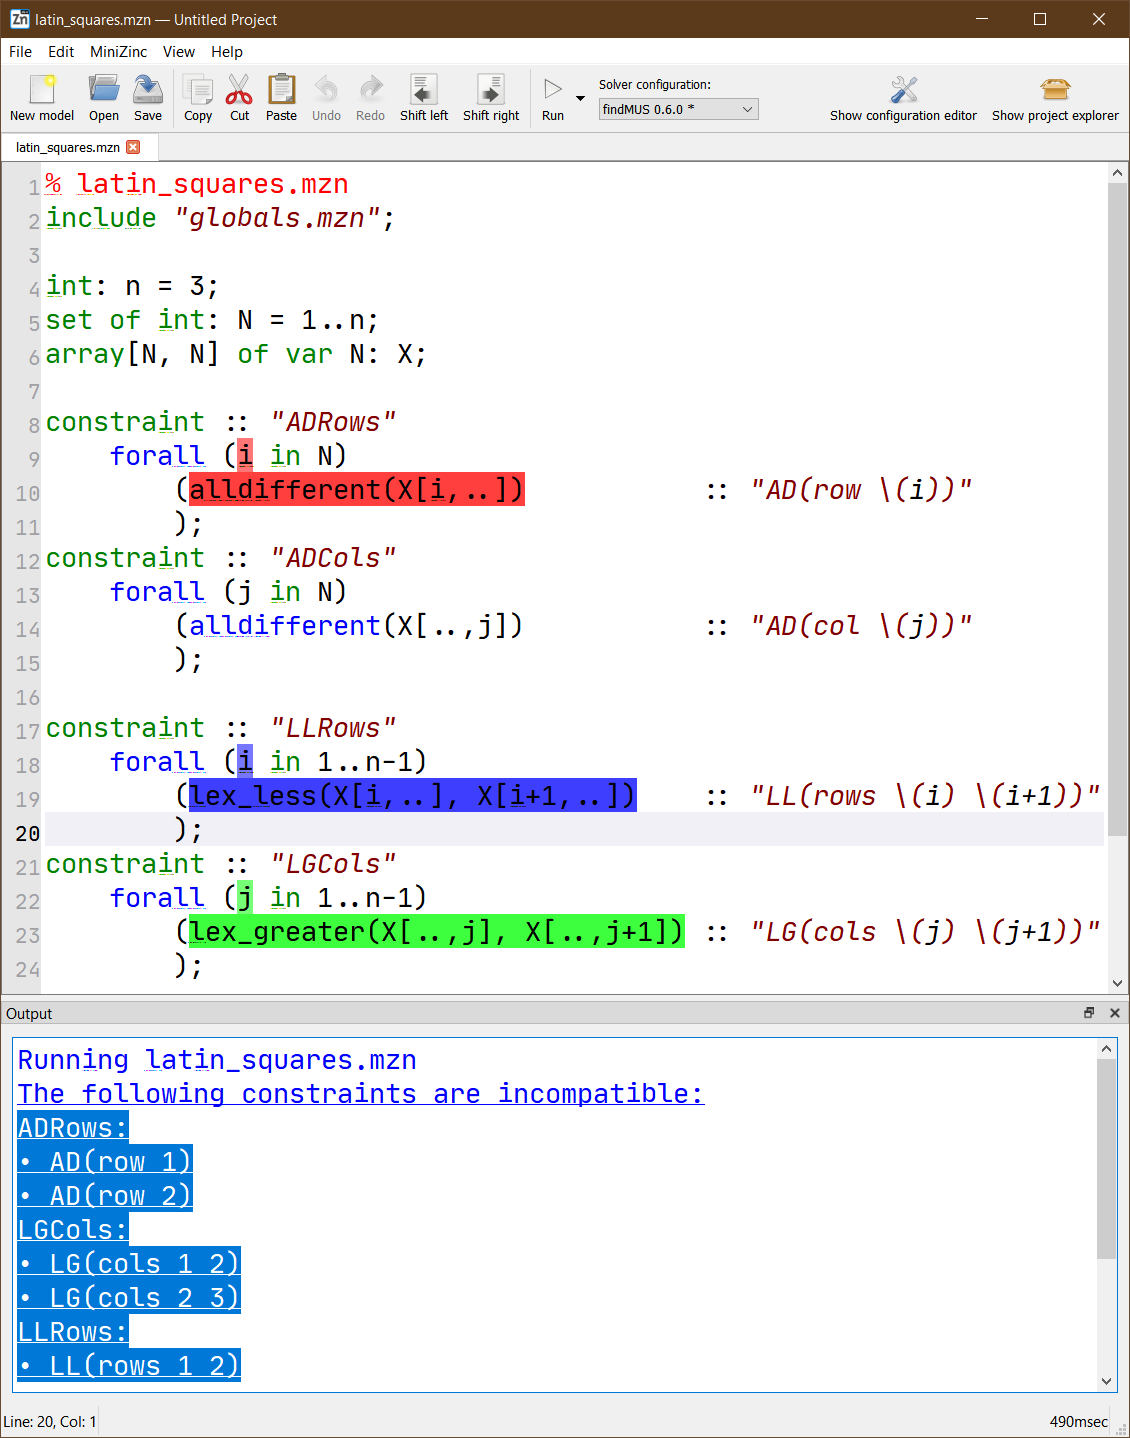 latin_squares.mzn — Untitled Project
File Edit MiniZinc View Help
New model Open Save Copy Cut Paste Undo Redo Shift left Shift right Run
Solver configuration:
findMUS 0.6.0 *
Show configuration editor Show project explorer
latin_squares.mzn
1 % latin_squares.mzn
2 include "globals.mzn";
3
4 int: n = 3;
5 set of int: N = 1..n;
6 array[N, N] of var N: X;
7
8 constraint :: "ADRows"
9     forall (i in N)
10         (alldifferent(X[i,..])           :: "AD(row \(i))"
11         );
12 constraint :: "ADCols"
13     forall (j in N)
14         (alldifferent(X[..,j])           :: "AD(col \(j))"
15         );
16
17 constraint :: "LLRows"
18     forall (i in 1..n-1)
19         (lex_less(X[i,..], X[i+1,..])    :: "LL(rows \(i) \(i+1))"
20         );
21 constraint :: "LGCols"
22     forall (j in 1..n-1)
23         (lex_greater(X[..,j], X[..,j+1]) :: "LG(cols \(j) \(j+1))"
24         );
Output
Running latin_squares.mzn
The following constraints are incompatible:
ADRows:
• AD(row 1)
• AD(row 2)
LGCols:
• LG(cols 1 2)
• LG(cols 2 3)
LLRows:
• LL(rows 1 2)
Line: 20, Col: 1
490msec